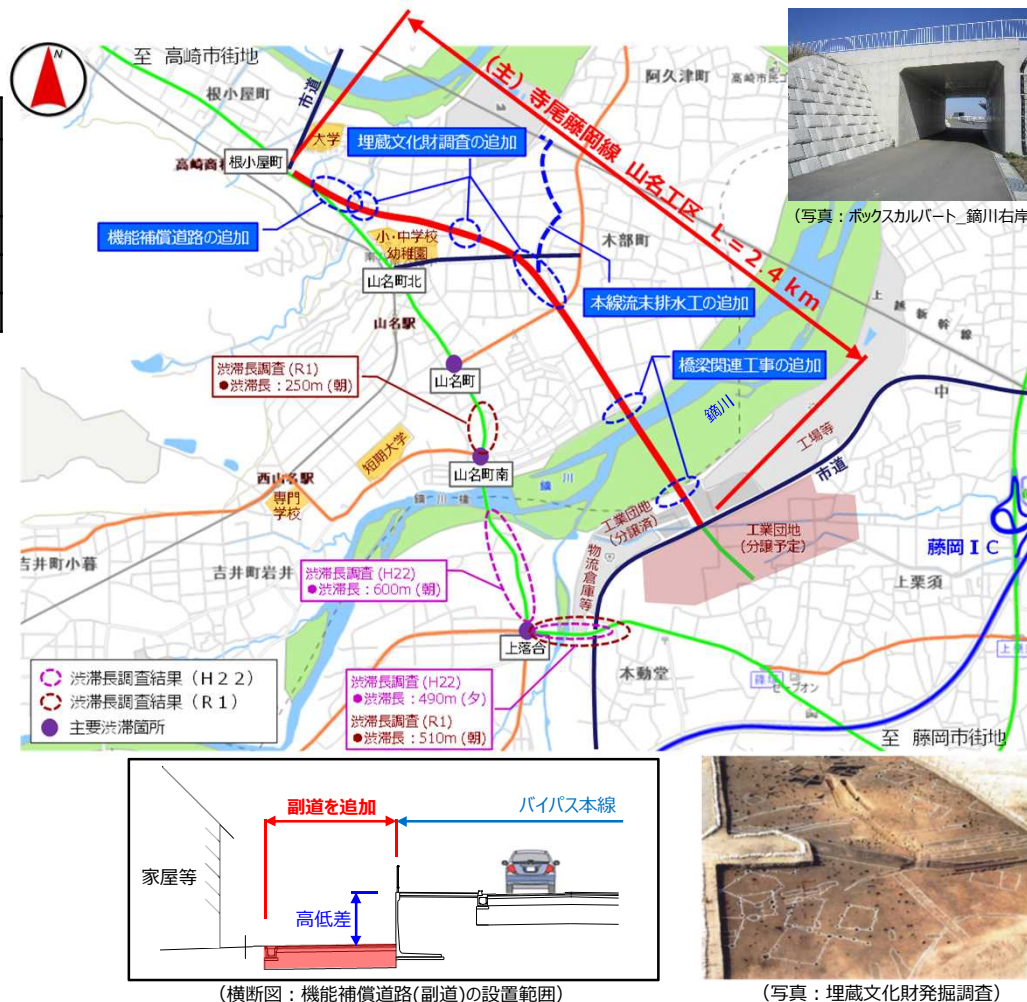 至 高崎市街地
根小屋町
市道
阿久津町
大学
埋蔵文化財調査の追加
(主) 寺尾藤岡線 山名工区 L=2.4km
根小屋町
(写真:ボックスカルバート_鏑川右岸
機能補償道路の追加
小・中学校
幼稚園
木部町
山名町北
本線流末排水工の追加
上越新幹線
山名駅
渋滞長調査(R1)
●渋滞長:250m(朝)
山名町
橋梁関連工事の追加
鏑川
中
工場等
短期大学
山名町南
市道
西山名駅
専門
学校
鏑川橋
鏑川
工業団地
(分譲済)
工業団地
(分譲予定)
藤岡IC
吉井町小暮
吉井町岩井
渋滞長調査(H22)
●渋滞長:600m(朝)
物流倉庫等
上栗須
上落合
本動堂
渋滞長調査結果(H22)
渋滞長調査結果(R1)
主要渋滞箇所
渋滞長調査(H22)
●渋滞長:490m(夕)
渋滞長調査(R1)
●渋滞長:510m(朝)
至 藤岡市街地
副道を追加
バイパス本線
家屋等
高低差
(横断図:機能補償道路(副道)の設置範囲)
(写真:埋蔵文化財発掘調査)